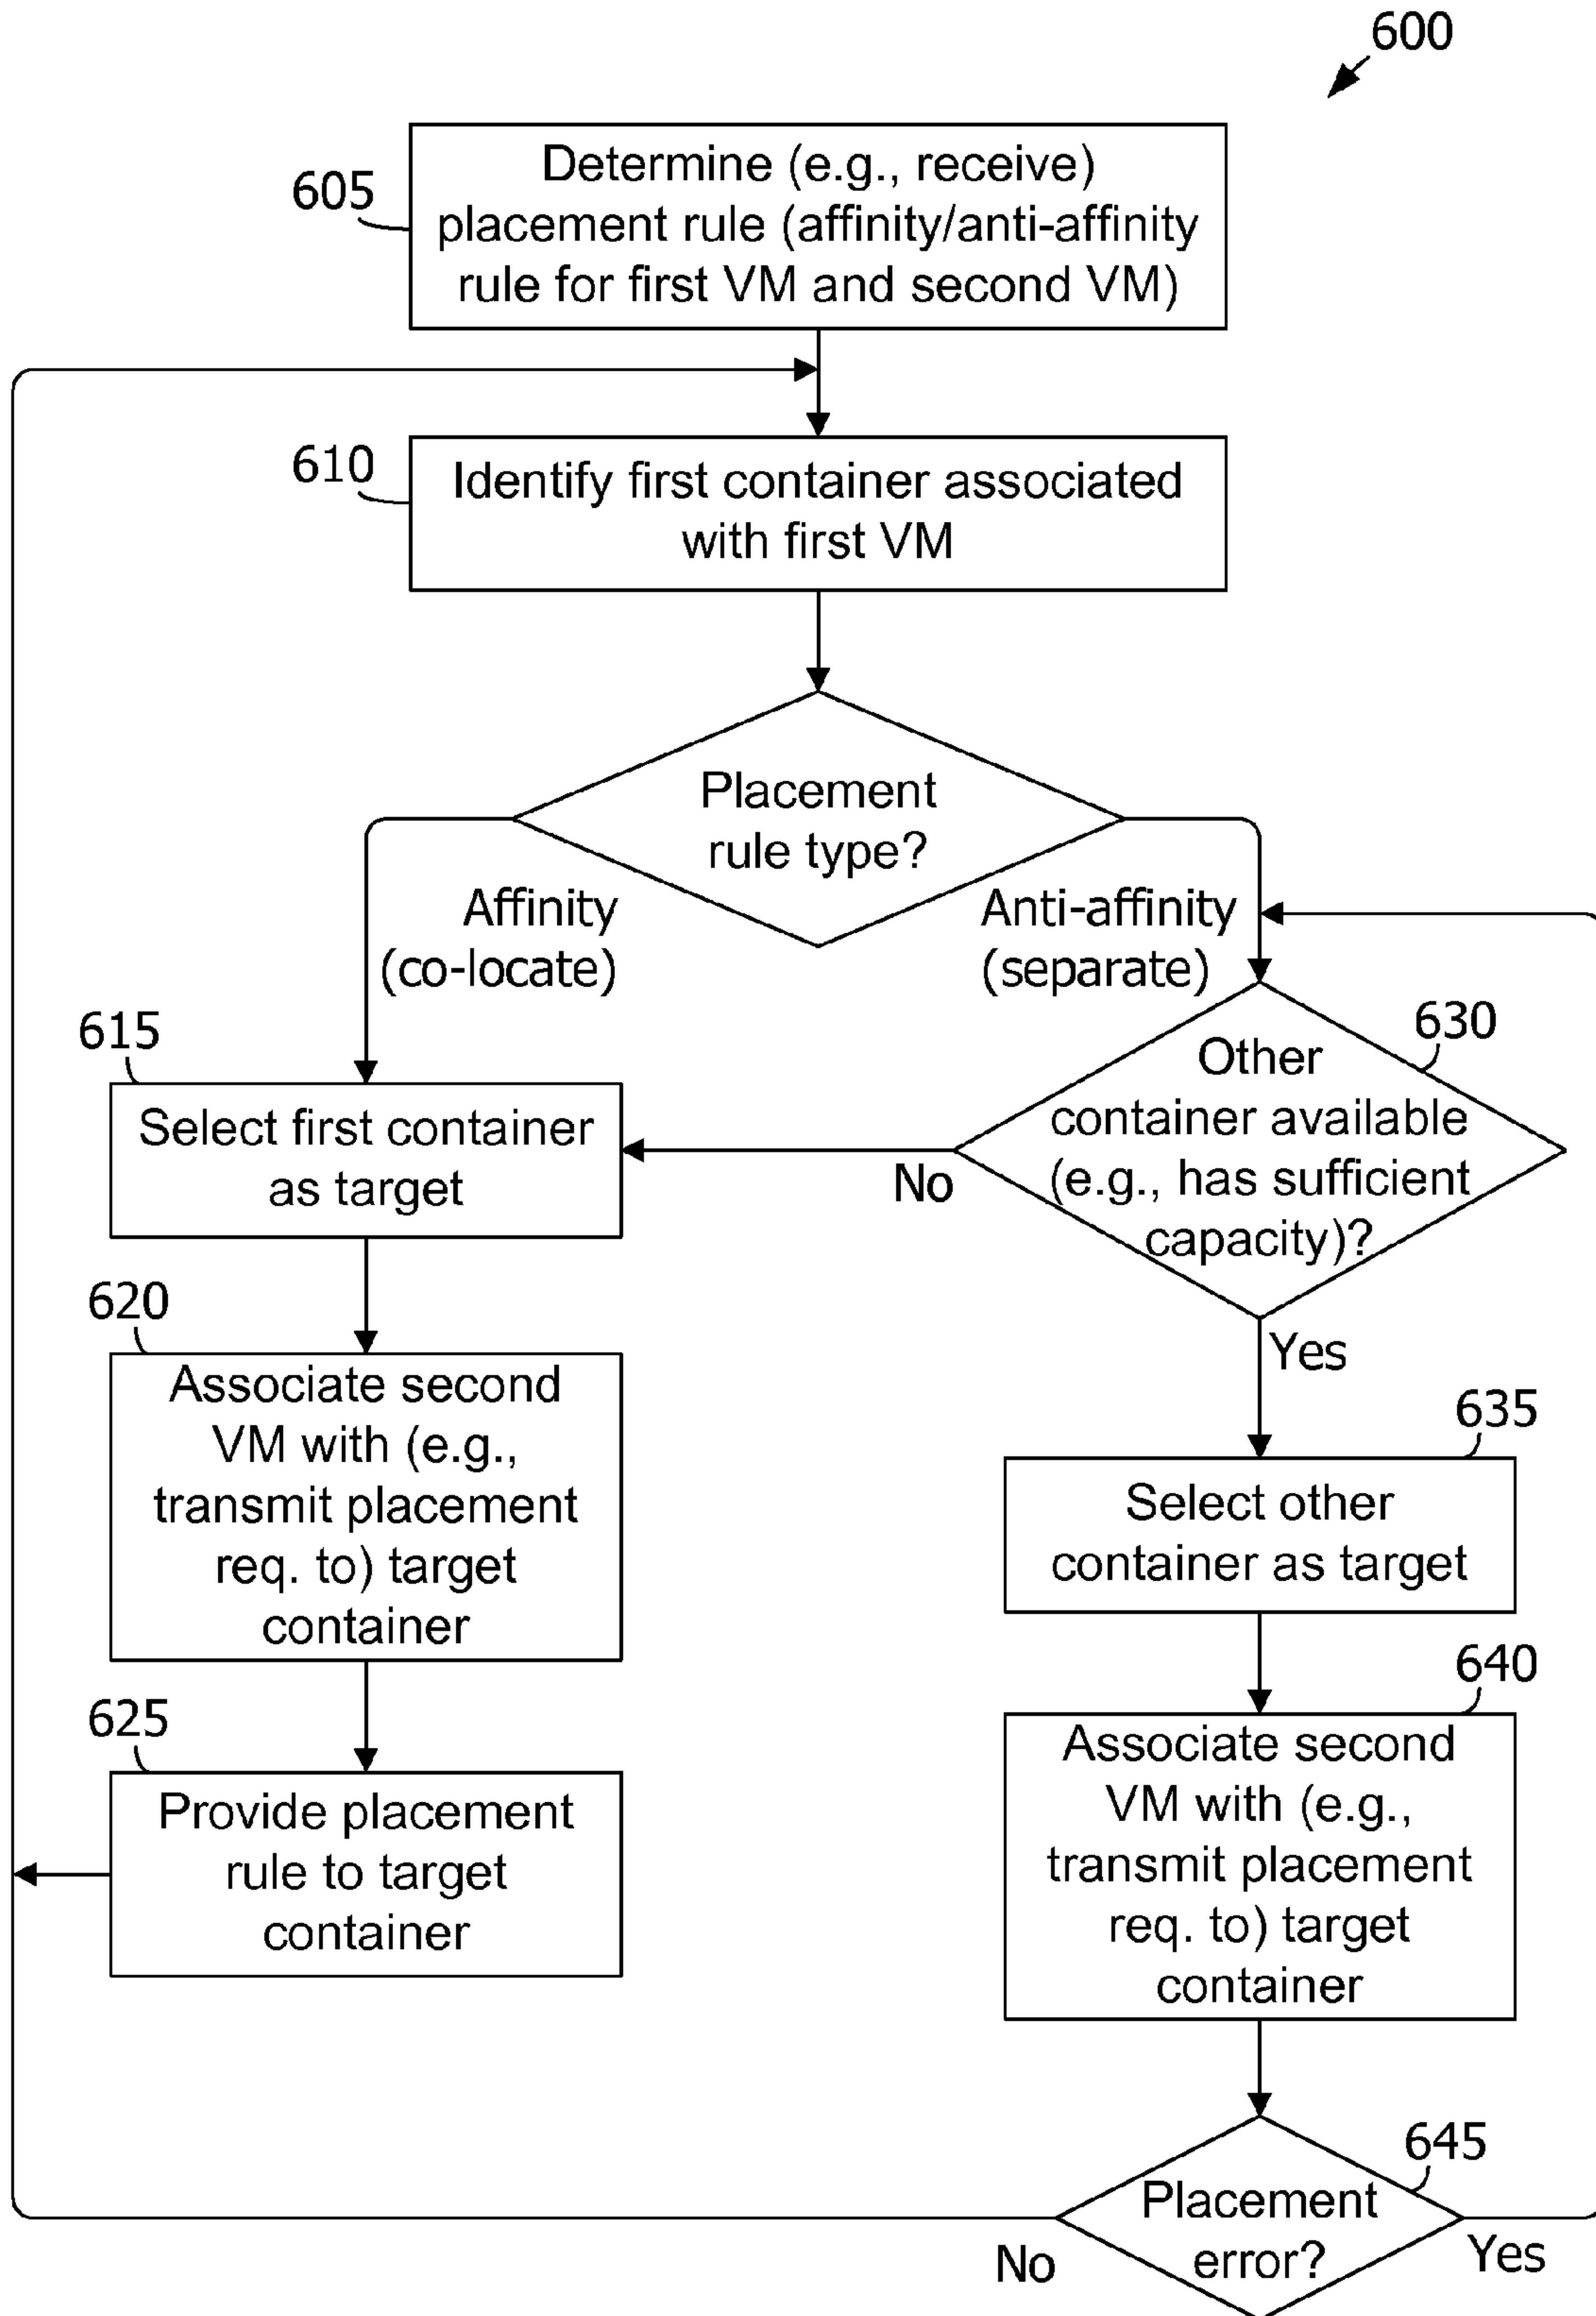 600
605
Determine (e.g., receive)
placement rule (affinity/anti-affinity
rule for first VM and second VM)
610
Identify first container associated
with first VM
Placement
rule type?
Affinity
(co-locate)
Anti-affinity
(separate)
615
Select first container
as target
630
Other
container available
(e.g., has sufficient
capacity)?
No
Yes
620
Associate second
VM with (e.g.,
transmit placement
req. to) target
container
635
Select other
container as target
625
Provide placement
rule to target
container
640
Associate second
VM with (e.g.,
transmit placement
req. to) target
container
645
Placement
error?
No
Yes